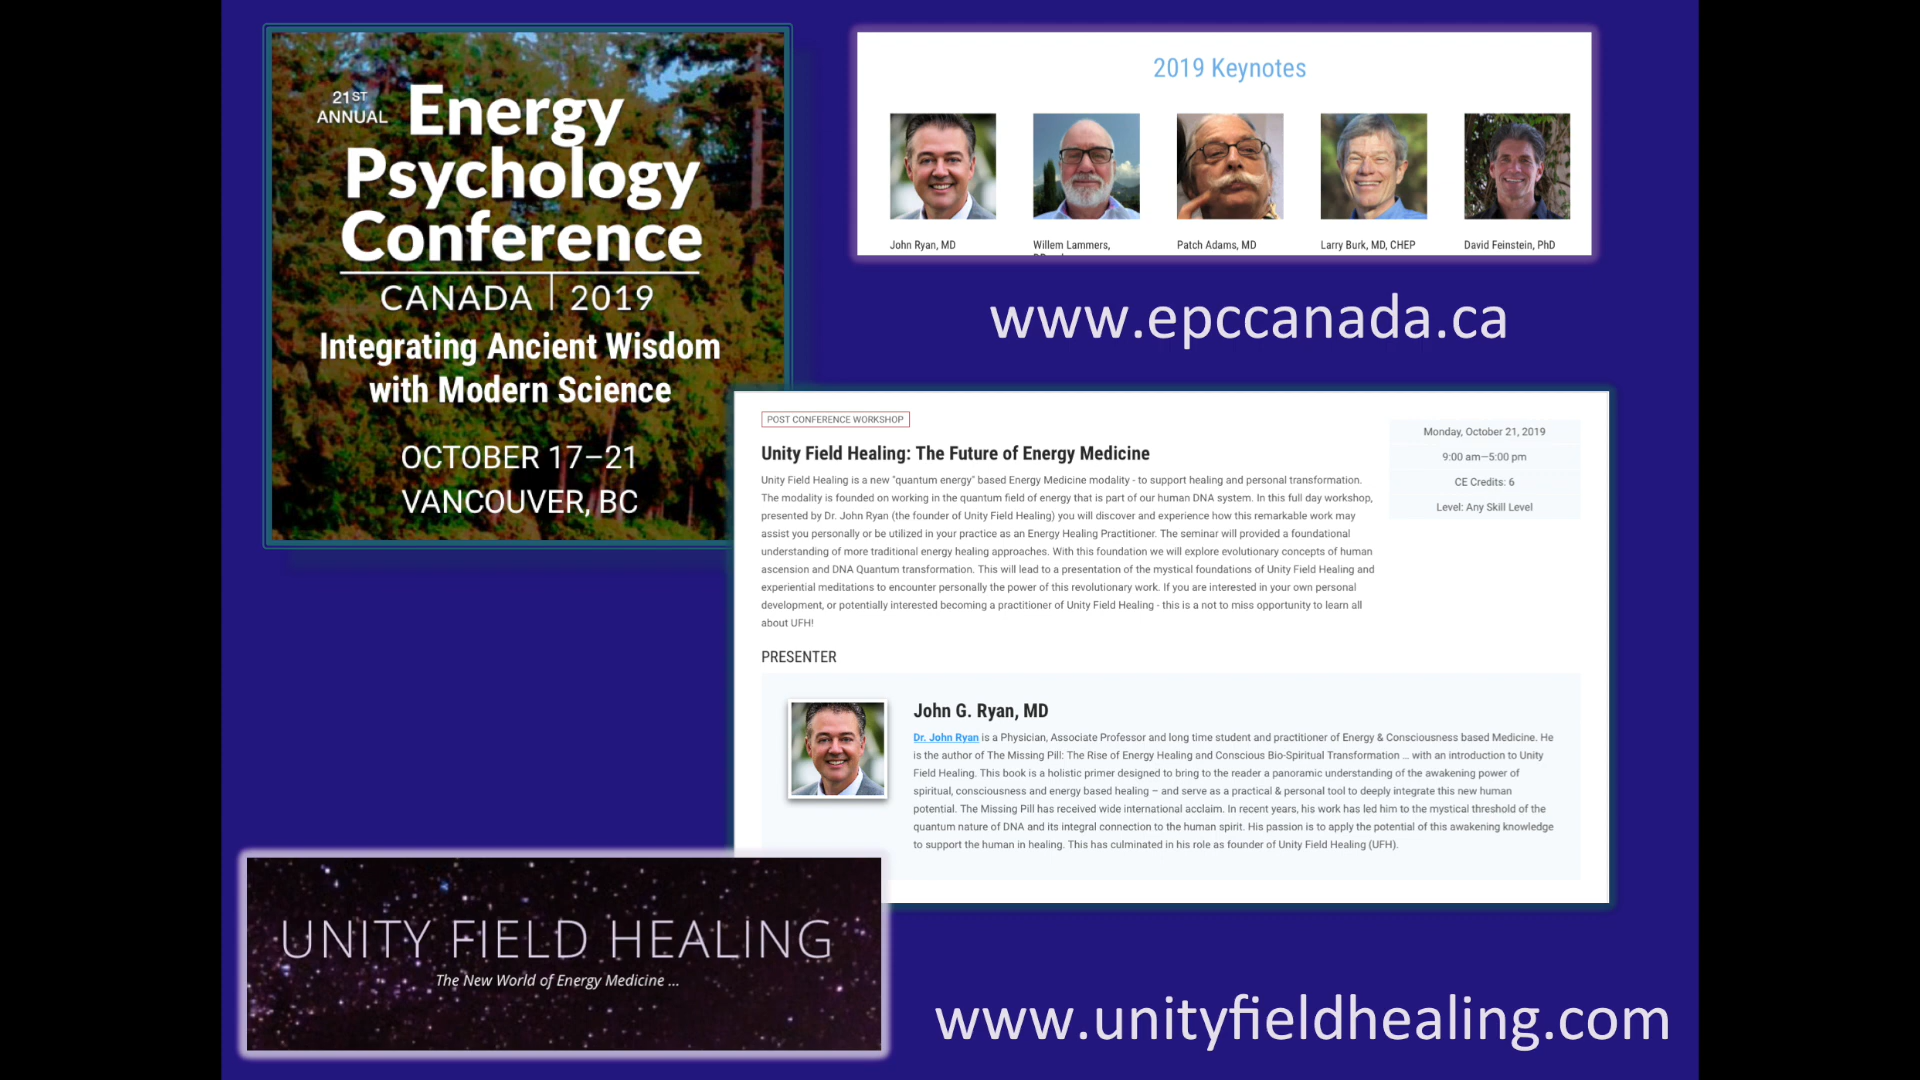 21ST
ANNUAL
Energy
Psychology
Conference
CANADA | 2019
Integrating Ancient Wisdom
with Modern Science
OCTOBER 17–21
VANCOUVER, BC
2019 Keynotes
John Ryan, MD
Willem Lammers,
Patch Adams, MD
Larry Burk, MD, CHEP
David Feinstein, PhD
www.epccanada.ca
POST CONFERENCE WORKSHOP
Unity Field Healing: The Future of Energy Medicine
Unity Field Healing is a new "quantum energy" based Energy Medicine modality - to support healing and personal transformation.
The modality is founded on working in the quantum field of energy that is part of our human DNA system. In this full day workshop,
presented by Dr. John Ryan (the founder of Unity Field Healing) you will discover and experience how this remarkable work may
assist you personally or be utilized in your practice as an Energy Healing Practitioner. The seminar will provided a foundational
understanding of more traditional energy healing approaches. With this foundation we will explore evolutionary concepts of human
ascension and DNA Quantum transformation. This will lead to a presentation of the mystical foundations of Unity Field Healing and
experiential meditations to encounter personally the power of this revolutionary work. If you are interested in your own personal
development, or potentially interested becoming a practitioner of Unity Field Healing - this is a not to miss opportunity to learn all
about UFH!
Monday, October 21, 2019
9:00 am—5:00 pm
CE Credits: 6
Level: Any Skill Level
PRESENTER
John G. Ryan, MD
Dr. John Ryan is a Physician, Associate Professor and long time student and practitioner of Energy & Consciousness based Medicine. He
is the author of The Missing Pill: The Rise of Energy Healing and Conscious Bio-Spiritual Transformation ... with an introduction to Unity
Field Healing. This book is a holistic primer designed to bring to the reader a panoramic understanding of the awakening power of
spiritual, consciousness and energy based healing – and serve as a practical & personal tool to deeply integrate this new human
potential. The Missing Pill has received wide international acclaim. In recent years, his work has led him to the mystical threshold of the
quantum nature of DNA and its integral connection to the human spirit. His passion is to apply the potential of this awakening knowledge
to support the human in healing. This has culminated in his role as founder of Unity Field Healing (UFH).
UNITY FIELD HEALING
The New World of Energy Medicine ...
www.unityfieldhealing.com